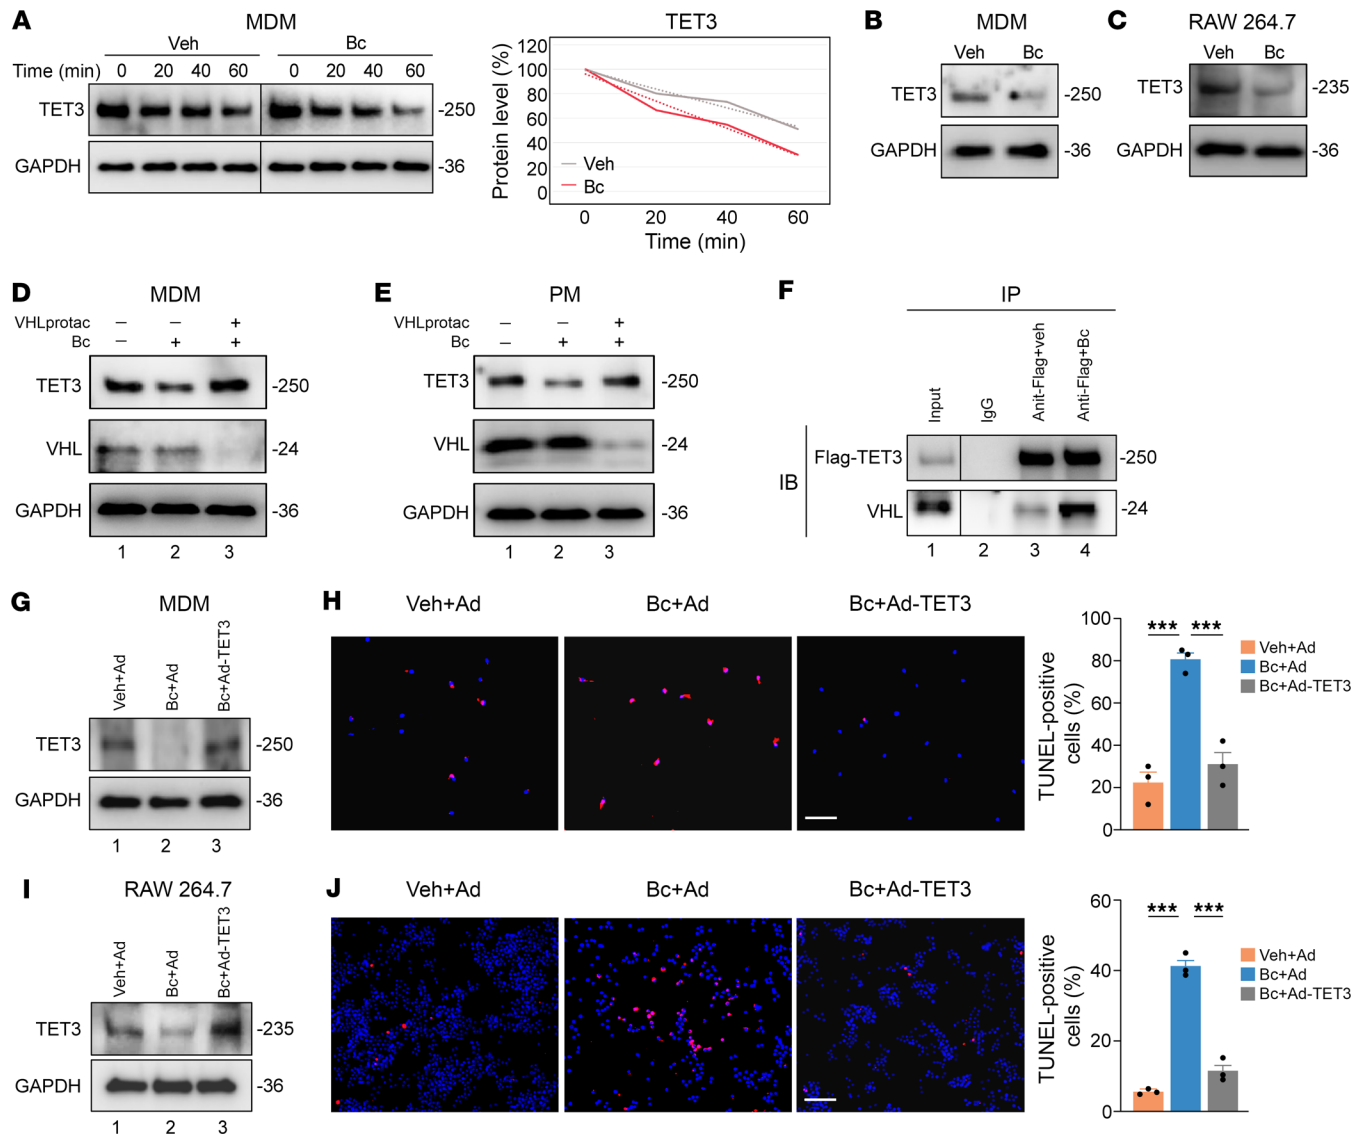 A
MDM
Veh Bc
Time (min) 0 20 40 60 0 20 40 60
TET3 -250
GAPDH -36
TET3
Protein level (%)
120
100
80
60
40
20
0
Veh
Bc
0 20 40 60
Time (min)
B
MDM
Veh Bc
TET3 -250
GAPDH -36
C
RAW 264.7
Veh Bc
TET3 -235
GAPDH -36
D
MDM
VHLprotac – – +
Bc – + +
TET3 -250
VHL -24
GAPDH -36
1 2 3
E
PM
VHLprotac – – +
Bc – + +
TET3 -250
VHL -24
GAPDH -36
1 2 3
F
IP
Input IgG Anit-Flag+veh Anti-Flag+Bc
IB
Flag-TET3 -250
VHL -24
1 2 3 4
G
MDM
Veh+Ad Bc+Ad Bc+Ad-TET3
TET3 -250
GAPDH -36
1 2 3
H
Veh+Ad Bc+Ad Bc+Ad-TET3
TUNEL-positive
cells (%)
100
80
60
40
20
0
*** ***
Veh+Ad
Bc+Ad
Bc+Ad-TET3
I
RAW 264.7
Veh+Ad Bc+Ad Bc+Ad-TET3
TET3 -235
GAPDH -36
1 2 3
J
Veh+Ad Bc+Ad Bc+Ad-TET3
TUNEL-positive
cells (%)
60
40
20
0
*** ***
Veh+Ad
Bc+Ad
Bc+Ad-TET3